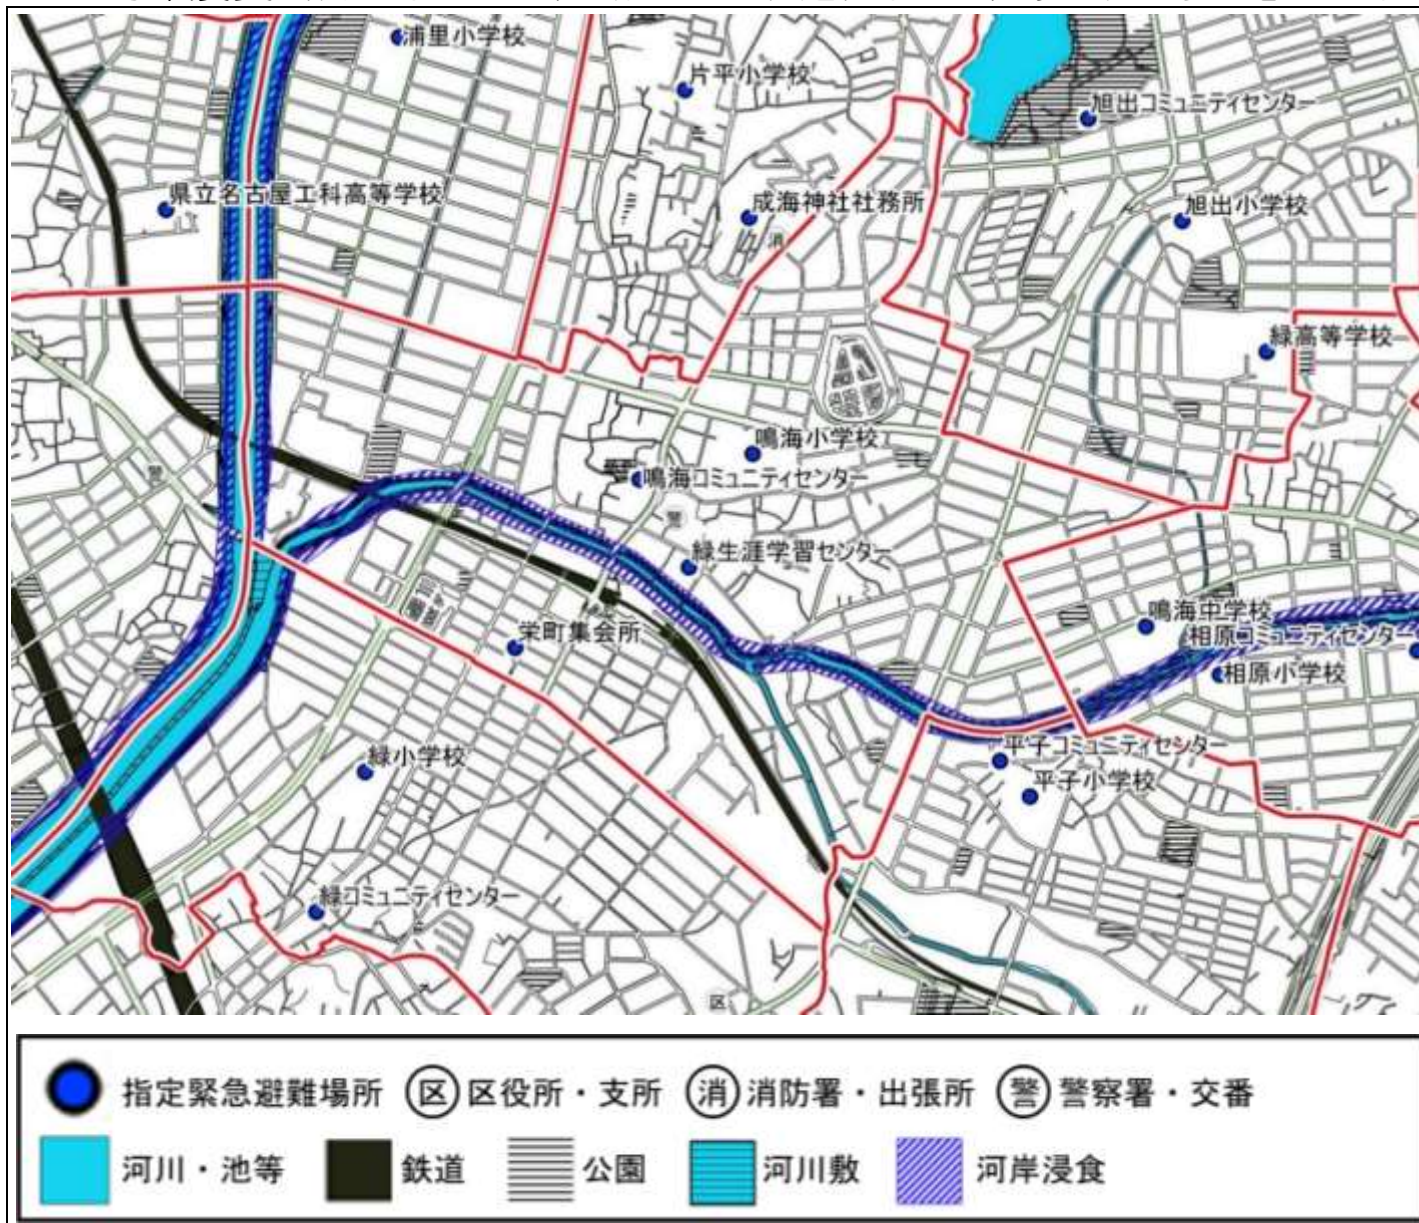 浦里小学校
片平小学校
旭出コミュニティセンター
県立名古屋工科高等学校
成海神社社務所
旭出小学校
消
緑高等学校
鳴海小学校
鳴海コミュニティセンター
警
警
緑生涯学習センター
鳴海中学校
栄町集会所
相原コミュニティセンター
相原小学校
平子コミュニティセンター
緑小学校
平子小学校
緑コミュニティセンター
区
指定緊急避難場所 区 区役所・支所 消 消防署・出張所 警 警察署・交番
河川・池等 鉄道 公園 河川敷 河岸浸食